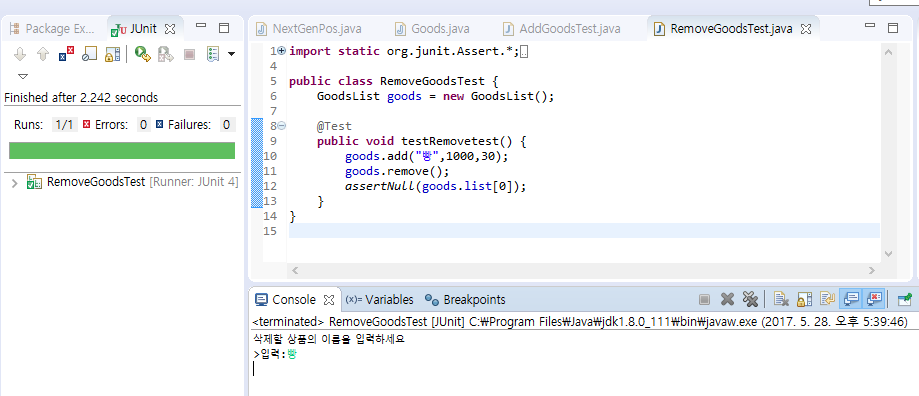 Package Ex...
JUnit
NextGenPos.java
Goods.java
AddGoodsTest.java
RemoveGoodsTest.java
Finished after 2.242 seconds
Runs: 1/1
Errors: 0
Failures: 0
RemoveGoodsTest [Runner: JUnit 4]
1 import static org.junit.Assert.*;
4
5 public class RemoveGoodsTest {
6 GoodsList goods = new GoodsList();
7
8 @Test
9 public void testRemovetest() {
10 goods.add("빵",1000,30);
11 goods.remove();
12 assertNull(goods.list[0]);
13 }
14 }
15
Console
(x)= Variables
Breakpoints
<terminated> RemoveGoodsTest [JUnit] C:₩Program Files₩Java₩jdk1.8.0_111₩bin₩javaw.exe (2017. 5. 28. 오후 5:39:46)
삭제할 상품의 이름을 입력하세요
>입력:빵